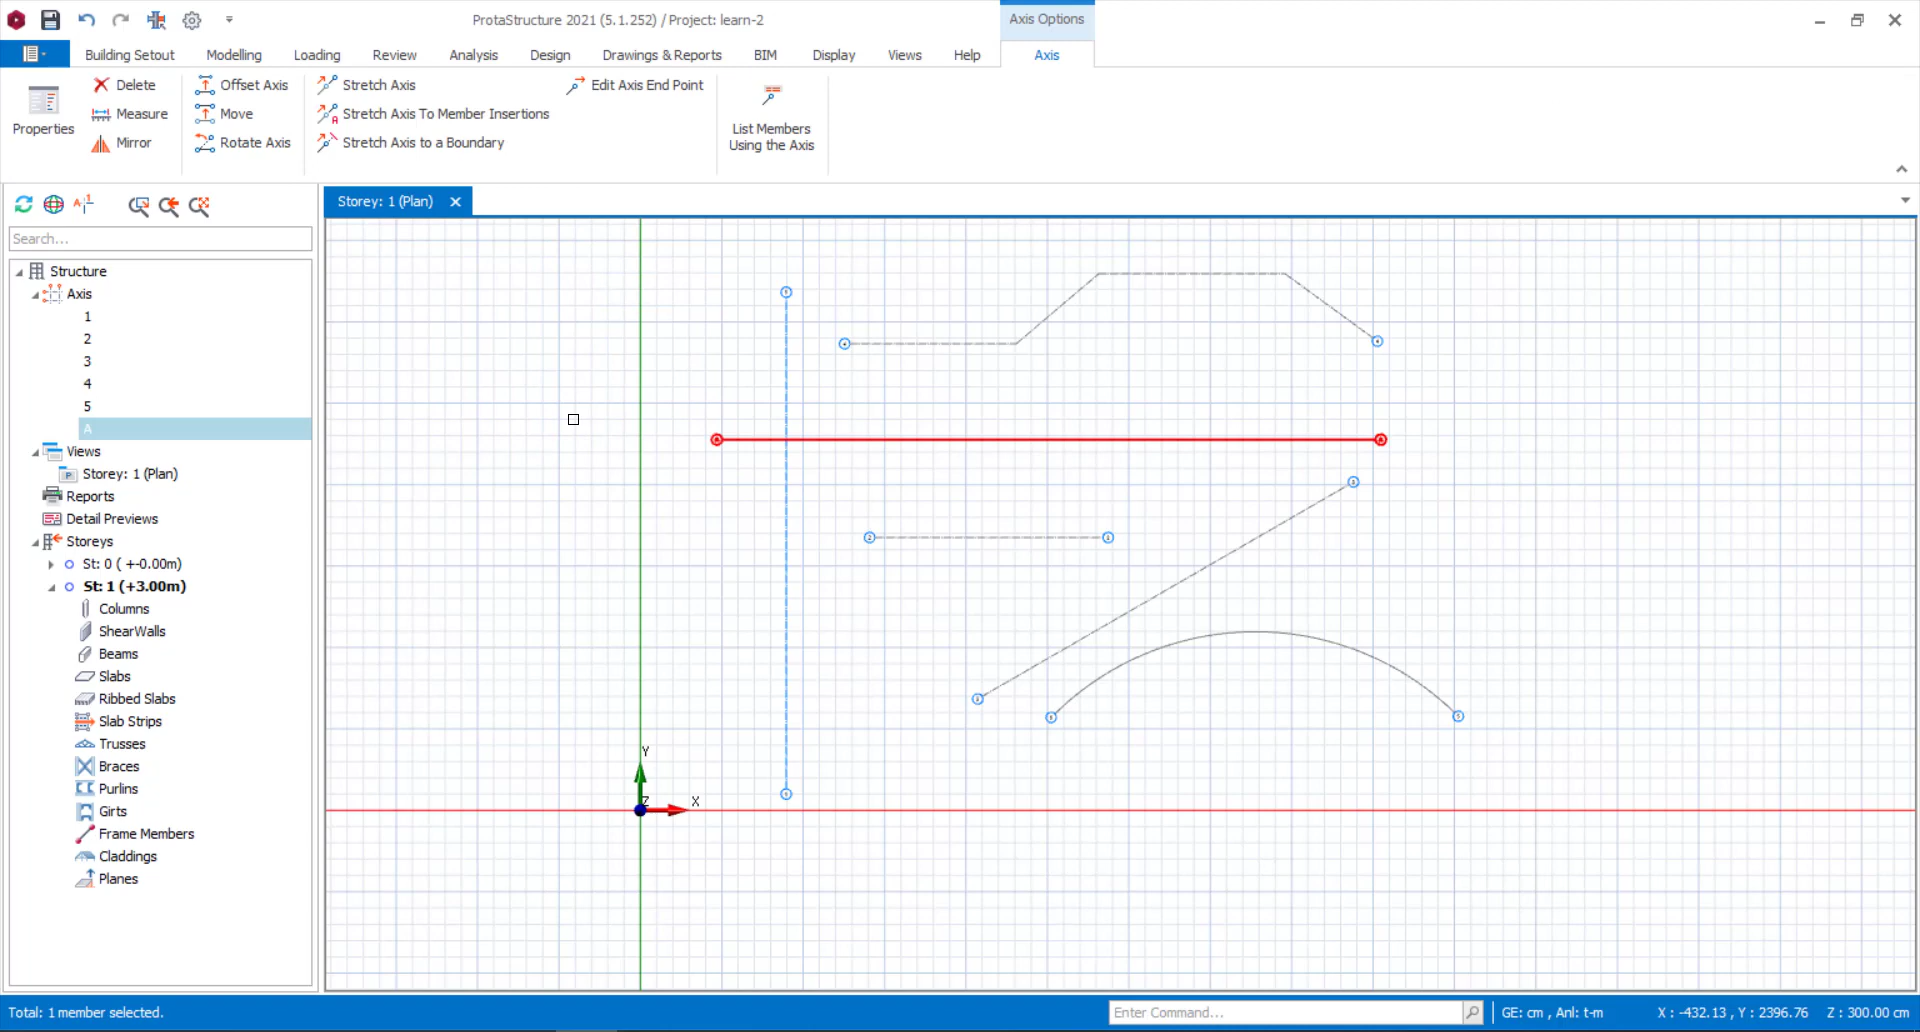 ProtaStructure 2021 (5.1.252) / Project: learn-2
Axis Options
Building Setout
Modelling
Loading
Review
Analysis
Design
Drawings & Reports
BIM
Display
Views
Help
Axis
Properties
Delete
Measure
Mirror
Offset Axis
Move
Rotate Axis
Stretch Axis
Stretch Axis To Member Insertions
Stretch Axis to a Boundary
Edit Axis End Point
List Members
Using the Axis
Search...
Storey: 1 (Plan)
Structure
Axis
1
2
3
4
5
A
Views
Storey: 1 (Plan)
Reports
Detail Previews
Storeys
St: 0 ( +-0.00m)
St: 1 (+3.00m)
Columns
ShearWalls
Beams
Slabs
Ribbed Slabs
Slab Strips
Trusses
Braces
Purlins
Girts
Frame Members
Claddings
Planes
Y
Z
X
Total: 1 member selected.
Enter Command...
GE: cm , Anl: t-m
X : -432.13 , Y : 2396.76
Z : 300.00 cm